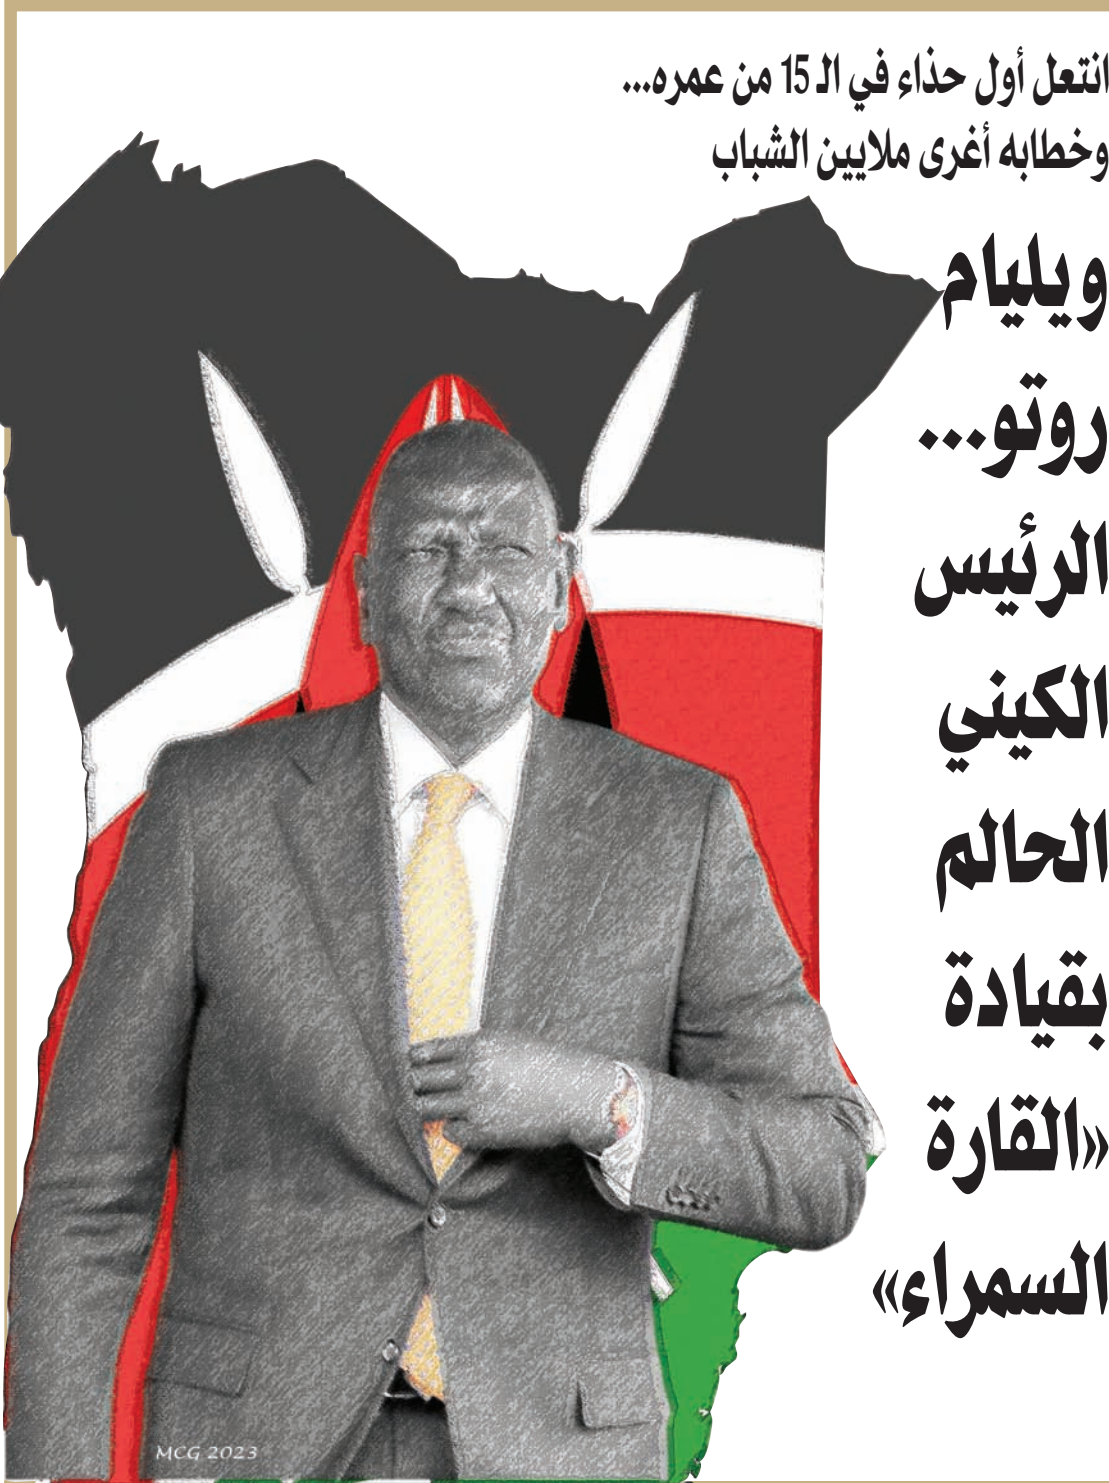 انتعل أول حذاء في الـ 15 من عمره...
وخطابه أغرى ملايين الشباب
ويليام
روتو...
الرئيس
الكيني
الحالم
بقيادة
«القارة
السمراء»
MCG 2023